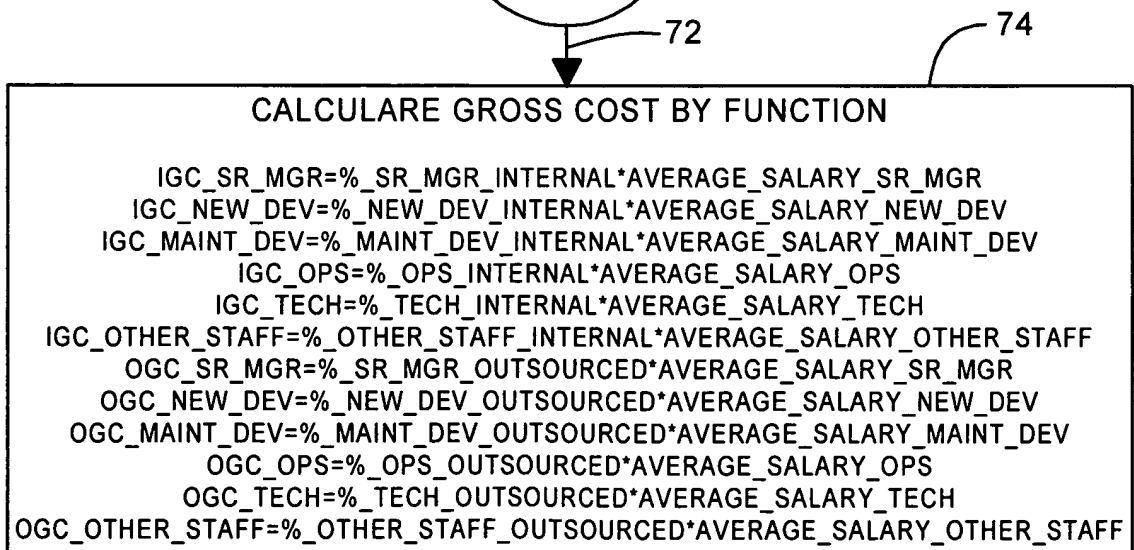 72
74
CALCULARE GROSS COST BY FUNCTION
IGC_SR_MGR=%_SR_MGR_INTERNAL*AVERAGE_SALARY_SR_MGR
IGC_NEW_DEV=%_NEW_DEV_INTERNAL*AVERAGE_SALARY_NEW_DEV
IGC_MAINT_DEV=%_MAINT_DEV_INTERNAL*AVERAGE_SALARY_MAINT_DEV
IGC_OPS=%_OPS_INTERNAL*AVERAGE_SALARY_OPS
IGC_TECH=%_TECH_INTERNAL*AVERAGE_SALARY_TECH
IGC_OTHER_STAFF=%_OTHER_STAFF_INTERNAL*AVERAGE_SALARY_OTHER_STAFF
OGC_SR_MGR=%_SR_MGR_OUTSOURCED*AVERAGE_SALARY_SR_MGR
OGC_NEW_DEV=%_NEW_DEV_OUTSOURCED*AVERAGE_SALARY_NEW_DEV
OGC_MAINT_DEV=%_MAINT_DEV_OUTSOURCED*AVERAGE_SALARY_MAINT_DEV
OGC_OPS=%_OPS_OUTSOURCED*AVERAGE_SALARY_OPS
OGC_TECH=%_TECH_OUTSOURCED*AVERAGE_SALARY_TECH
OGC_OTHER_STAFF=%_OTHER_STAFF_OUTSOURCED*AVERAGE_SALARY_OTHER_STAFF